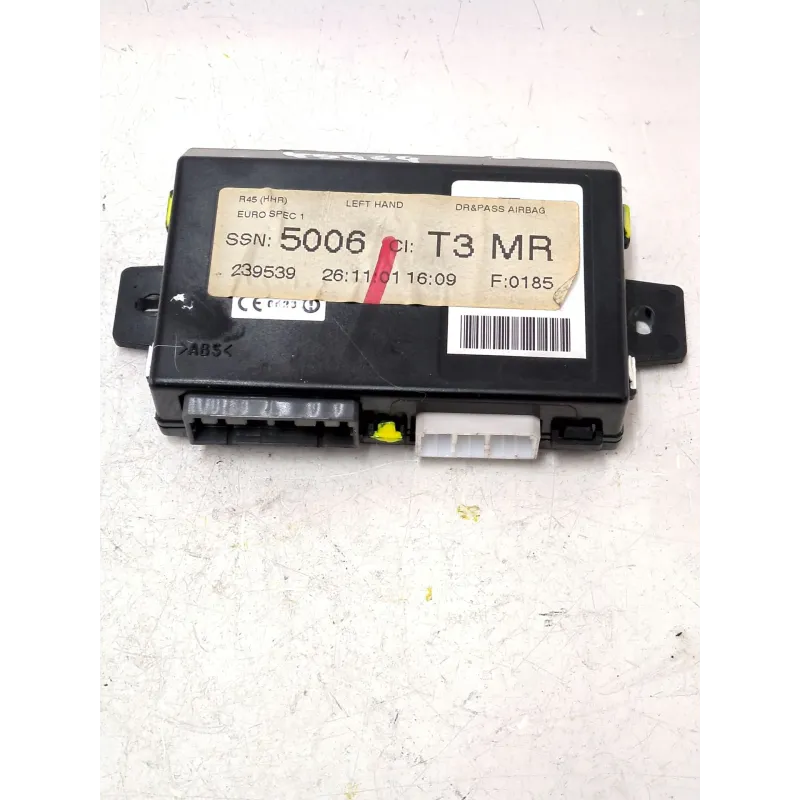 R45 (HHR) LEFT HAND DR&PASS AIRBAG
EURO SPEC 1
SSN: 5006 CI: T3 MR
239539 26:11:01 16:09 F:0185
CE
>ABS<